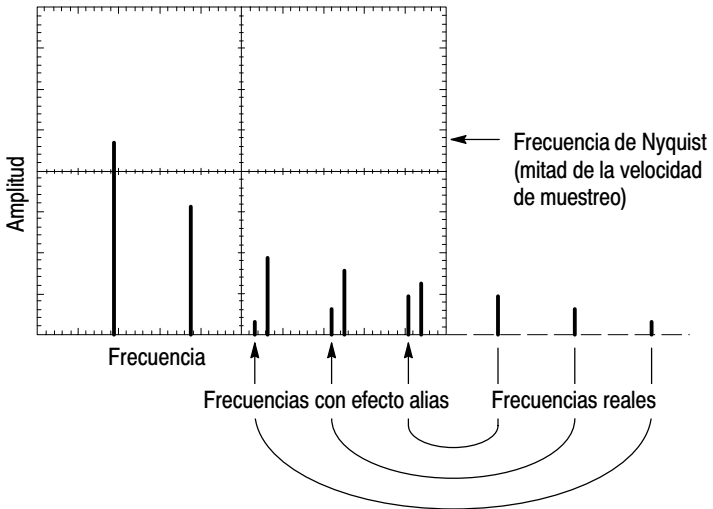 Amplitud
Frecuencia de Nyquist
(mitad de la velocidad
de muestreo)
Frecuencia
Frecuencias con efecto alias
Frecuencias reales